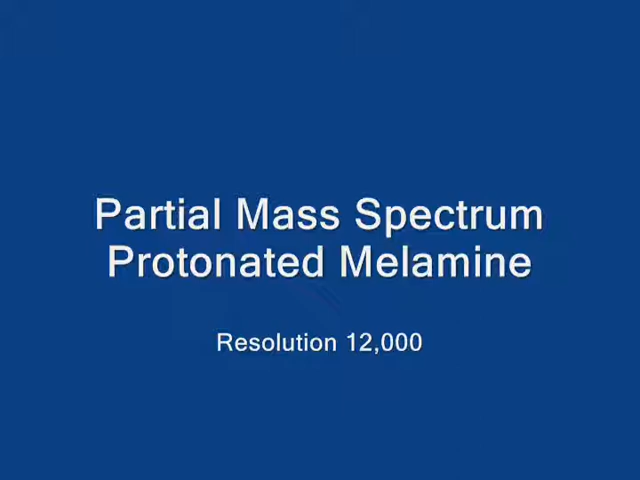 Partial Mass Spectrum
Protonated Melamine
Resolution 12,000